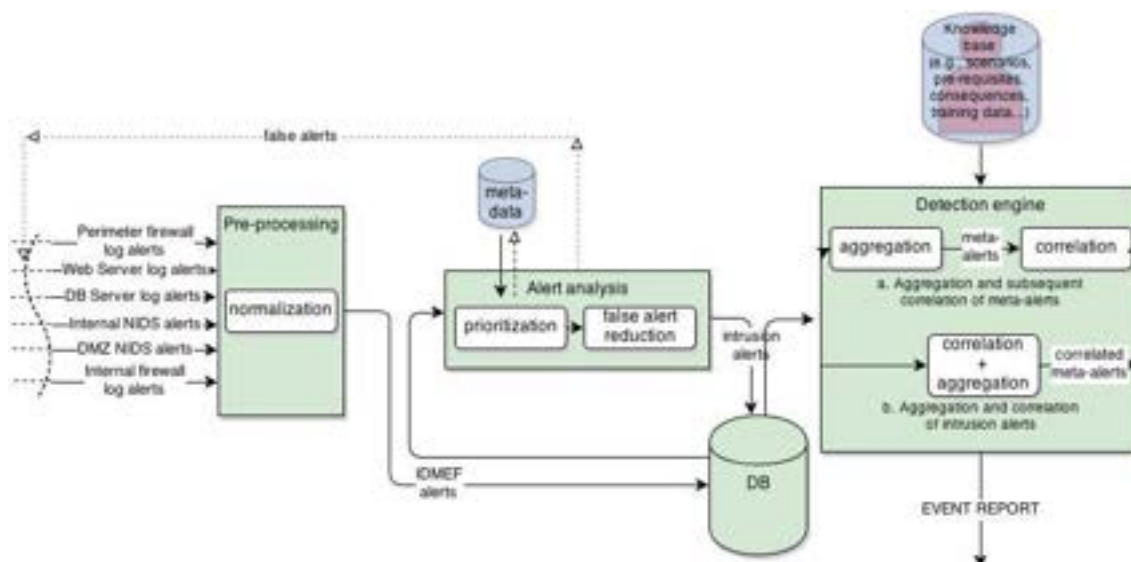 Knowledge
base
(e.g., scenarios,
pre-requisites,
consequences,
training data...)
false alerts
meta-
data
Pre-processing
Detection engine
Perimeter firewall
log alerts
Web Server log alerts
DB Server log alerts
Internal NIDS alerts
DMZ NIDS alerts
Internal firewall
log alerts
normalization
Alert analysis
prioritization
false alert
reduction
intrusion
alerts
aggregation
meta-
alerts
correlation
a. Aggregation and subsequent
correlation of meta-alerts
correlation
+
aggregation
correlated
meta-alerts
b. Aggregation and correlation
of intrusion alerts
IDMEF
alerts
DB
EVENT REPORT